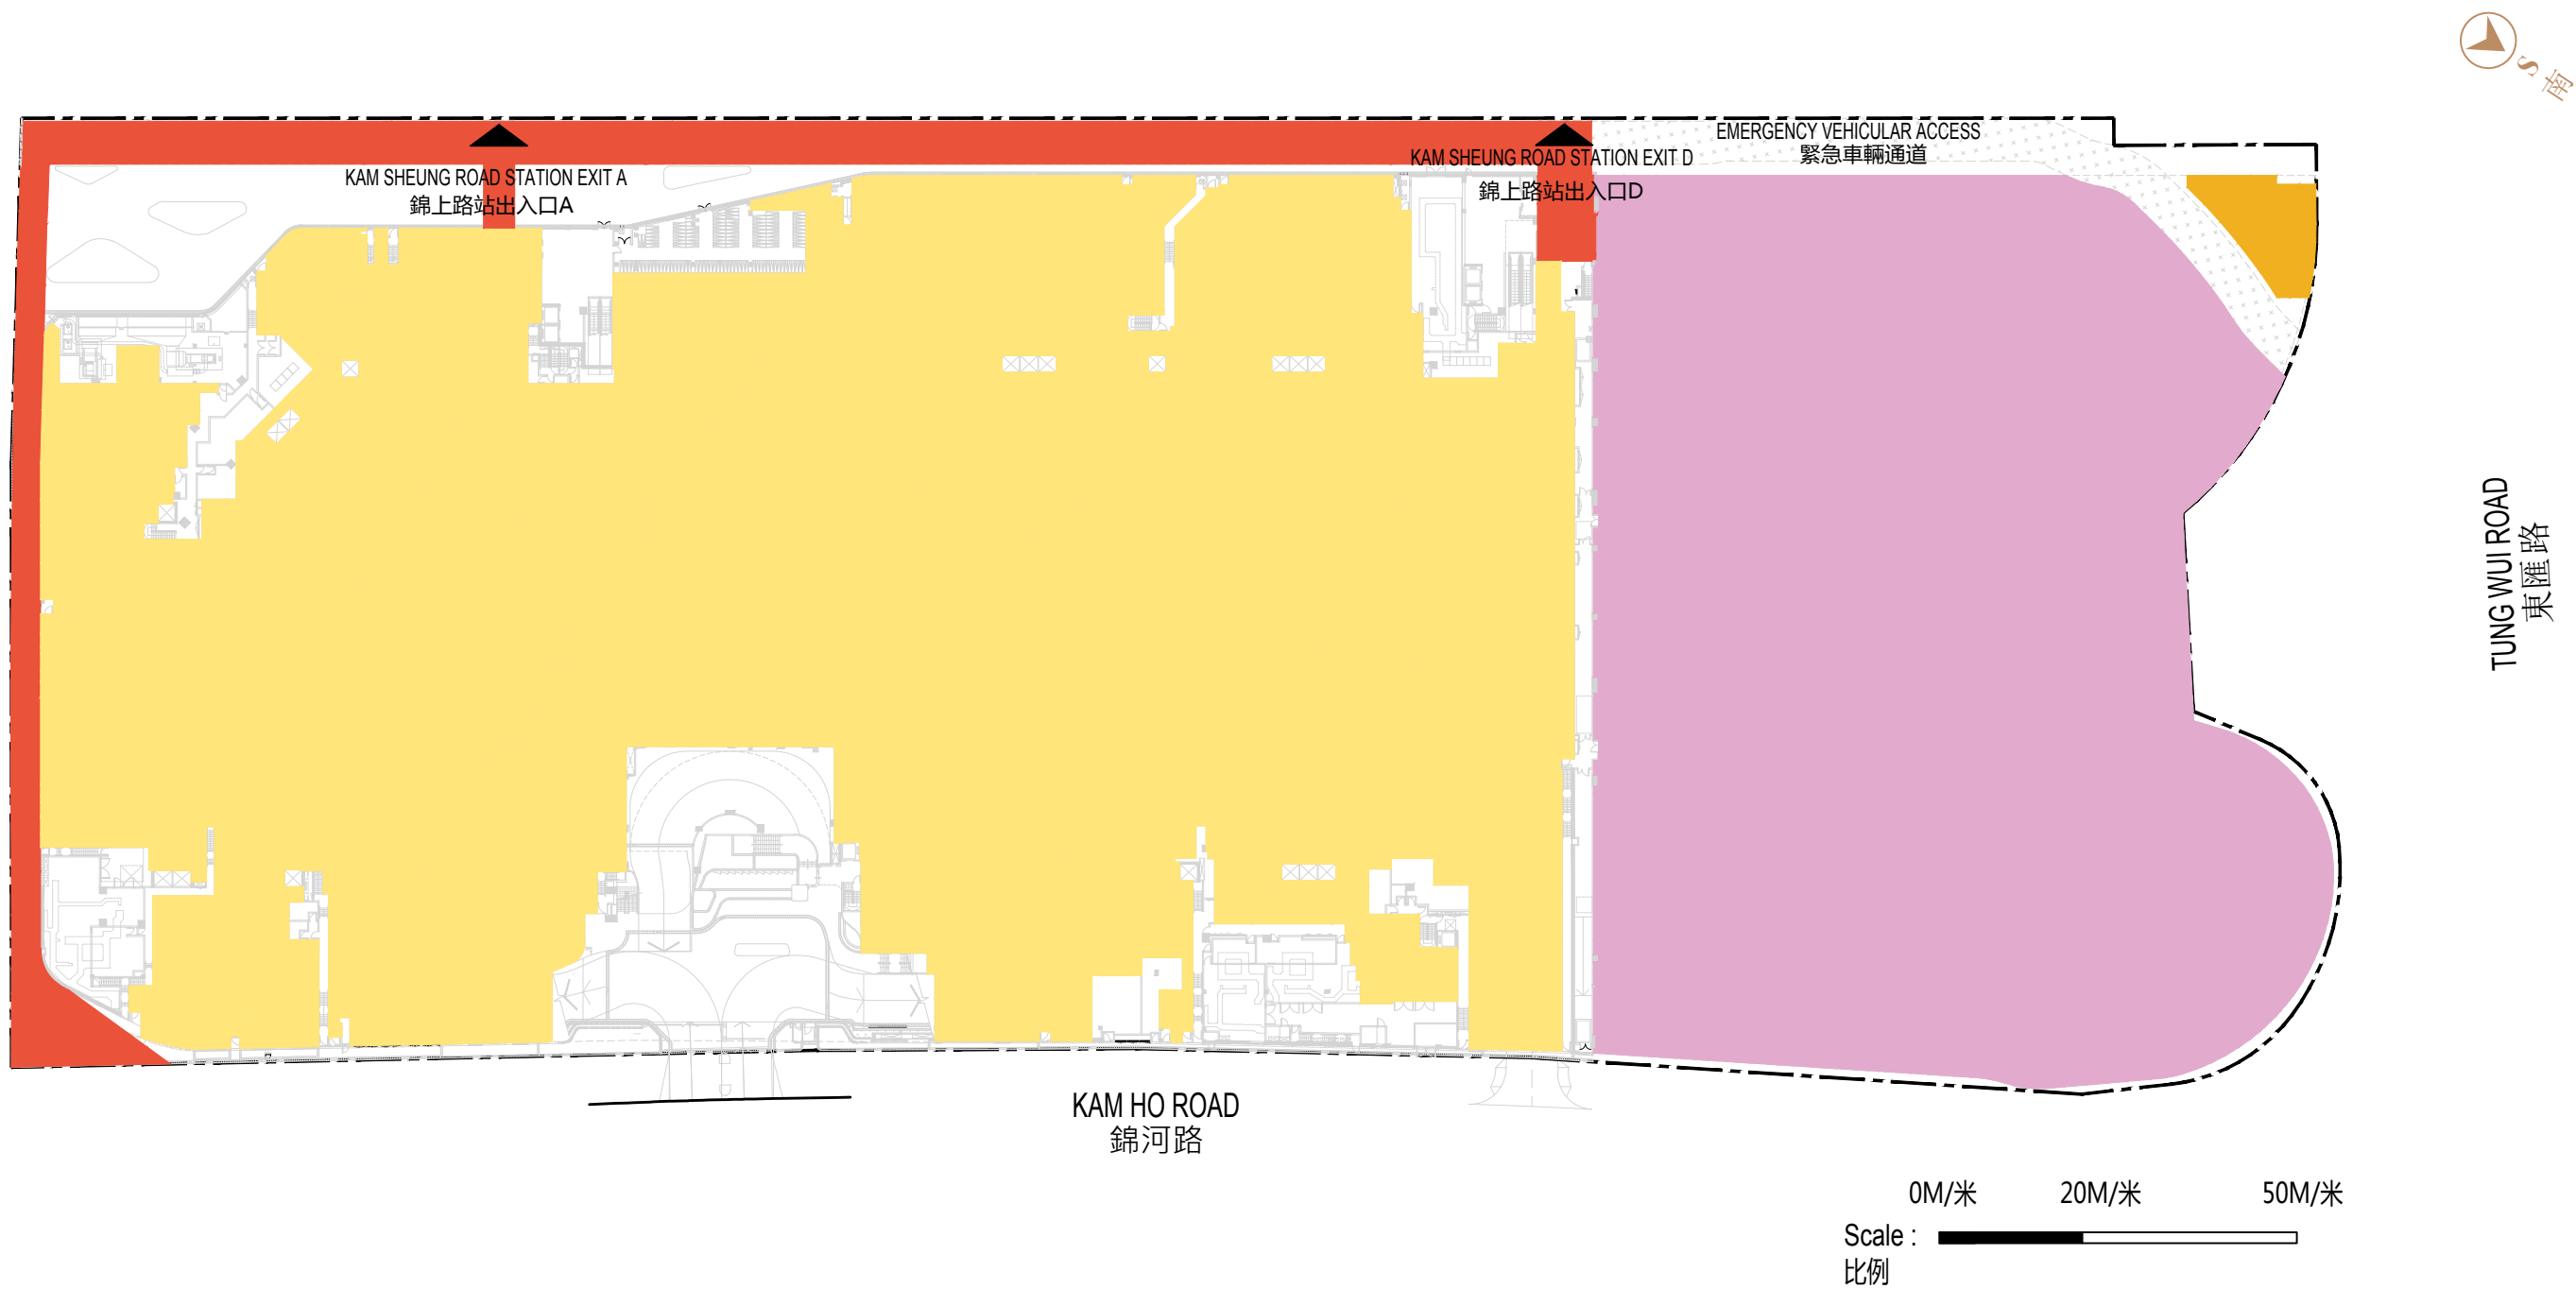 S 南
EMERGENCY VEHICULAR ACCESS
緊急車輛通道
KAM SHEUNG ROAD STATION EXIT A
錦上路站出入口A
KAM SHEUNG ROAD STATION EXIT D
錦上路站出入口D
TUNG WUI ROAD
東匯路
KAM HO ROAD
錦河路
0M/米 20M/米 50M/米
Scale :
比例